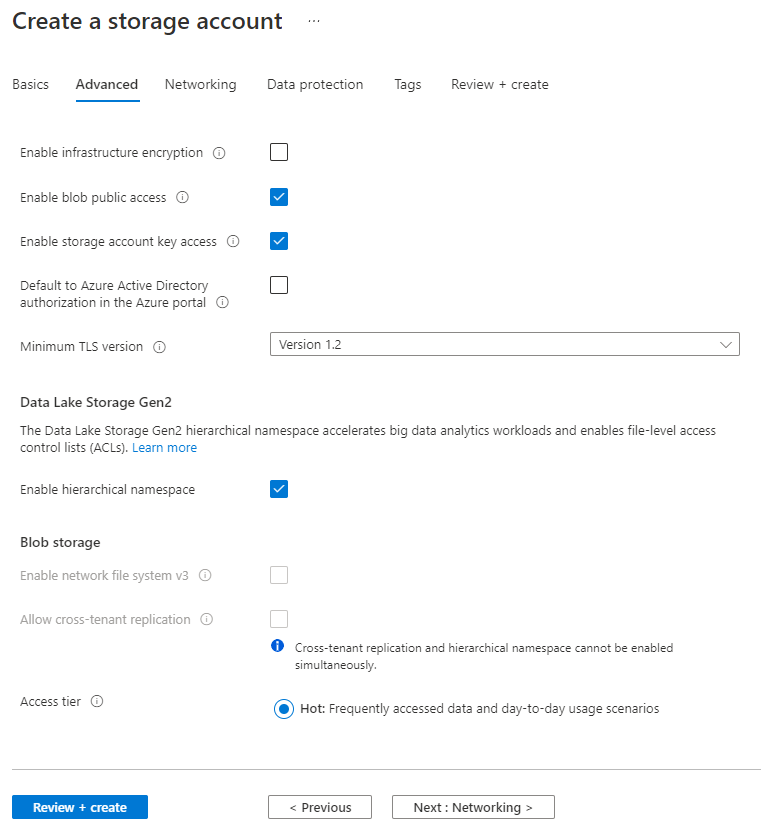 Create a storage account ...
Basics Advanced Networking Data protection Tags Review + create
Enable infrastructure encryption
Enable blob public access
Enable storage account key access
Default to Azure Active Directory
authorization in the Azure portal
Minimum TLS version Version 1.2
Data Lake Storage Gen2
The Data Lake Storage Gen2 hierarchical namespace accelerates big data analytics workloads and enables file-level access
control lists (ACLs). Learn more
Enable hierarchical namespace
Blob storage
Enable network file system v3
Allow cross-tenant replication
Cross-tenant replication and hierarchical namespace cannot be enabled
simultaneously.
Access tier
Hot: Frequently accessed data and day-to-day usage scenarios
Review + create < Previous Next : Networking >